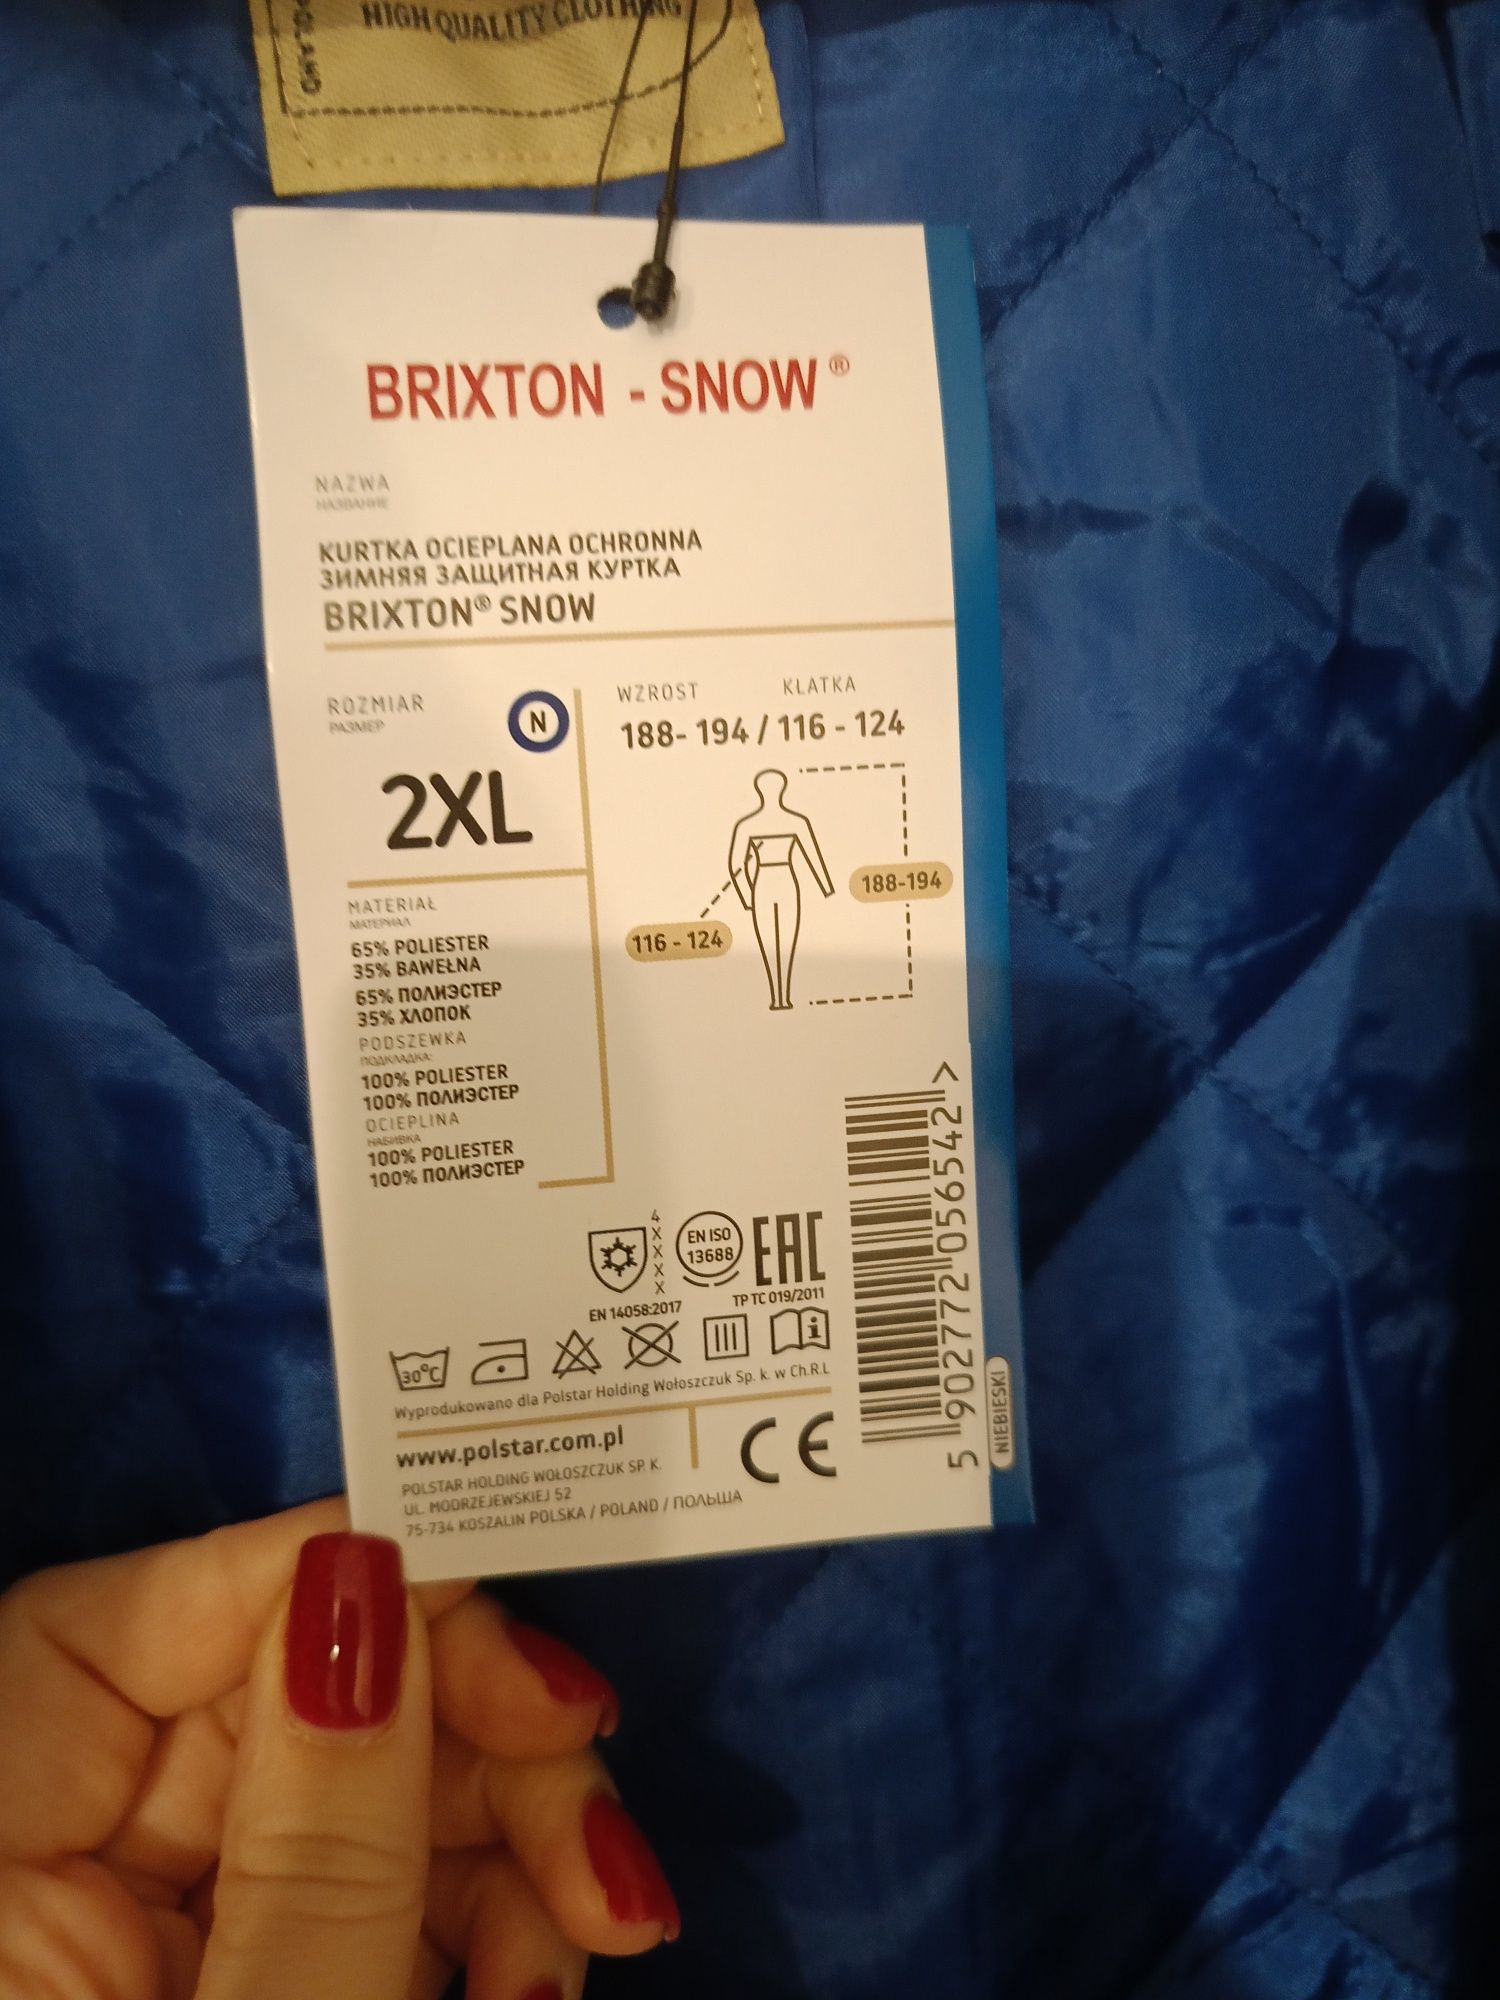 POLAND
HIGH QUALITY CLOTHING
BRIXTON - SNOW®
NAZWA
НАЗВАНИЕ
KURTKA OCIEPLANA OCHRONNA
ЗИМНЯЯ ЗАЩИТНАЯ КУРТКА
BRIXTON® SNOW
ROZMIAR
РАЗМЕР
N
2XL
WZROST KLATKA
188- 194 / 116 - 124
188-194
116 - 124
MATERIAŁ
МАТЕРИАЛ
65% POLIESTER
35% BAWEŁNA
65% ПОЛИЭСТЕР
35% ХЛОПОК
PODSZEWKA
ПОДКЛАДКА:
100% POLIESTER
100% ПОЛИЭСТЕР
OCIEPLINA
НАБИВКА
100% POLIESTER
100% ПОЛИЭСТЕР
4
X
X
X
X
EN 14058:2017
EN ISO
13688
EAC
ТР ТС 019/2011
30°C
i
Wyprodukowano dla Polstar Holding Wołoszczuk Sp. k. w Ch.R.L
www.polstar.com.pl
POLSTAR HOLDING WOŁOSZCZUK SP. K.
UL. MODRZEJEWSKIEJ 52
75-734 KOSZALIN POLSKA / POLAND / ПОЛЬША
CE
5 902772 056542 >
NIEBIESKI